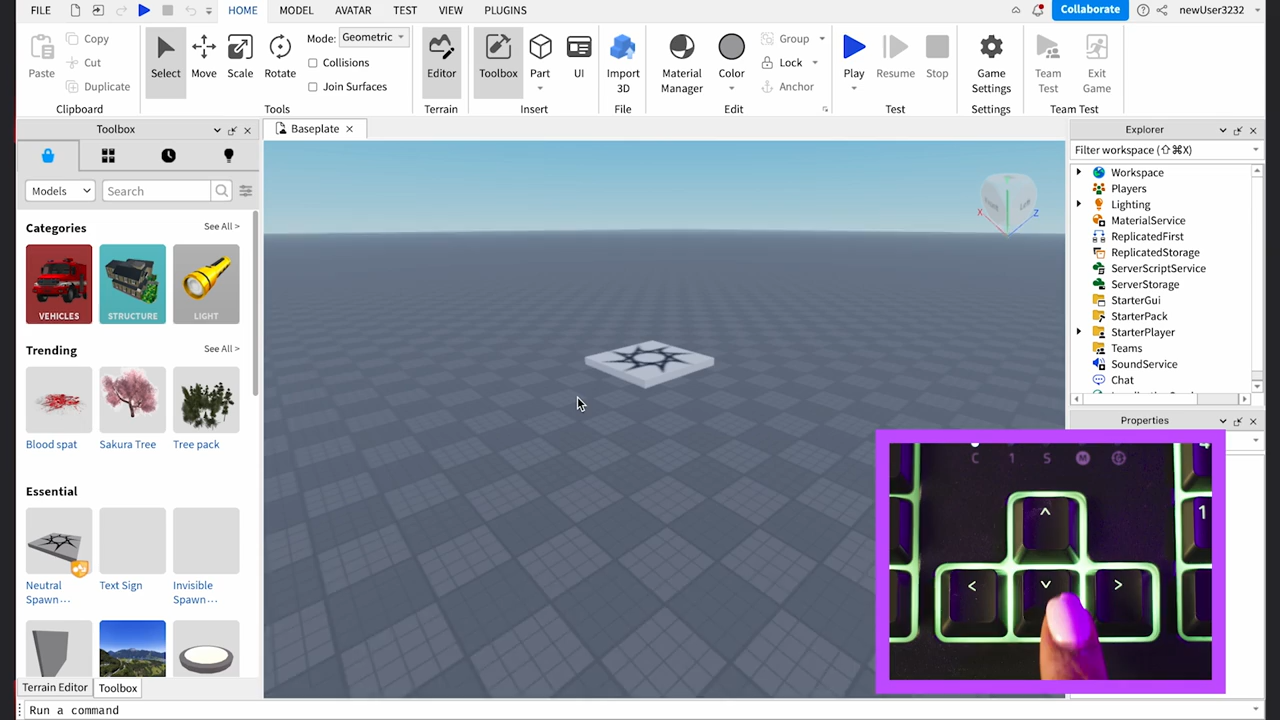 FILE
HOME
MODEL
AVATAR
TEST
VIEW
PLUGINS
Collaborate
newUser3232
Paste
Copy
Cut
Duplicate
Clipboard
Select
Move
Scale
Rotate
Mode: Geometric
Collisions
Join Surfaces
Tools
Editor
Terrain
Toolbox
Part
UI
Insert
Import
3D
File
Material
Manager
Color
Group
Lock
Anchor
Edit
Play
Resume
Stop
Test
Game
Settings
Settings
Team
Test
Exit
Game
Team Test
Toolbox
Models
Search
Categories
See All >
VEHICLES
STRUCTURE
LIGHT
Trending
See All >
Blood spat
Sakura Tree
Tree pack
Essential
Neutral
Spawn...
Text Sign
Invisible
Spawn...
Terrain Editor
Toolbox
Run a command
Baseplate
X
Z
Explorer
Filter workspace (⇧⌘X)
Workspace
Players
Lighting
MaterialService
ReplicatedFirst
ReplicatedStorage
ServerScriptService
ServerStorage
StarterGui
StarterPack
StarterPlayer
Teams
SoundService
Chat
Properties
C 1 S M
1